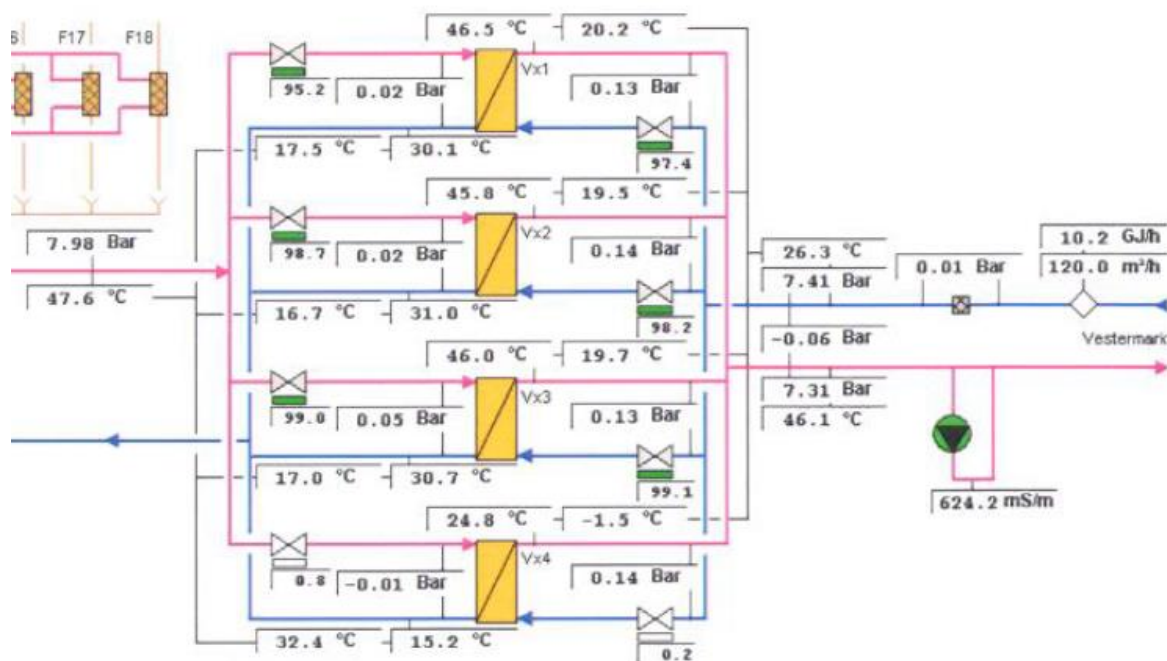 46.5 °C 20.2 °C
6 F17 F18
Vx1
95.2 0.02 Bar 0.13 Bar
17.5 °C 30.1 °C 97.4
45.8 °C 19.5 °C
7.98 Bar
98.7 0.02 Bar Vx2 0.14 Bar 26.3 °C 0.01 Bar 10.2 GJ/h
47.6 °C 7.41 Bar 120.0 m³/h
16.7 °C 31.0 °C 98.2
-0.06 Bar Vestermark
46.0 °C 19.7 °C
7.31 Bar
99.0 0.05 Bar Vx3 0.13 Bar 46.1 °C
17.0 °C 30.7 °C 99.1
624.2 mS/m
24.8 °C -1.5 °C
Vx4
0.8 -0.01 Bar 0.14 Bar
32.4 °C 15.2 °C 0.2